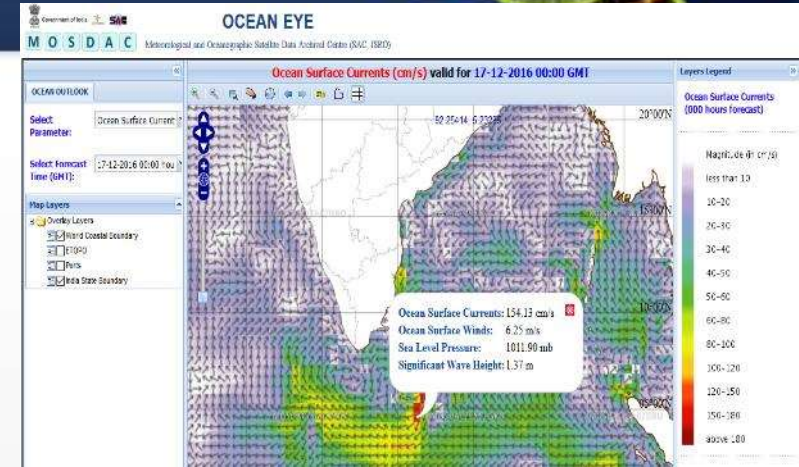 Government of India
SAC
OCEAN EYE
M O S D A C Meteorological and Oceanographic Satellite Data Archival Centre (SAC, ISRO)
Ocean Surface Currents (cm/s) valid for 17-12-2016 00:00 GMT
Layers Legend
OCEAN OUTLOOK
Select Parameter:
Ocean Surface Current
Select Forecast Time (GMT):
17-12-2016 00:00 hou
Map Layers
Overlay Layers
World Coastal Boundary
ETOPO
Ports
India State Boundary
20°00'N
15°00'N
10°00'N
05°00'N
Ocean Surface Currents: 154.13 cm/s
Ocean Surface Winds: 6.25 m/s
Sea Level Pressure: 1011.90 mb
Significant Wave Height: 1.37 m
Ocean Surface Currents
(000 hours forecast)
Magnitude (in cm/s)
less than 10
10-20
20-30
30-40
40-50
50-60
60-80
80-100
100-120
120-150
150-180
above 180